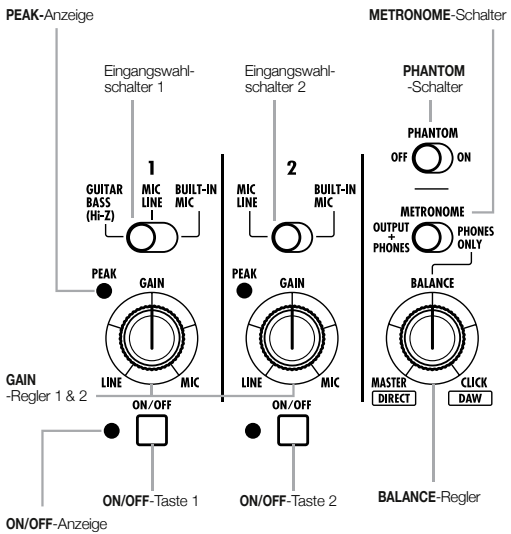 PEAK-Anzeige
METRONOME-Schalter
Eingangswahl-
schalter 1
Eingangswahl-
schalter 2
PHANTOM
-Schalter
PHANTOM
OFF
ON
1
2
GUITAR
BASS
(Hi-Z)
MIC
LINE
BUILT-IN
MIC
MIC
LINE
BUILT-IN
MIC
METRONOME
OUTPUT
+
PHONES
PHONES
ONLY
PEAK
GAIN
PEAK
GAIN
BALANCE
GAIN
-Regler 1 & 2
LINE
MIC
LINE
MIC
MASTER
DIRECT
CLICK
DAW
ON/OFF
ON/OFF
ON/OFF-Taste 1
ON/OFF-Taste 2
BALANCE-Regler
ON/OFF-Anzeige